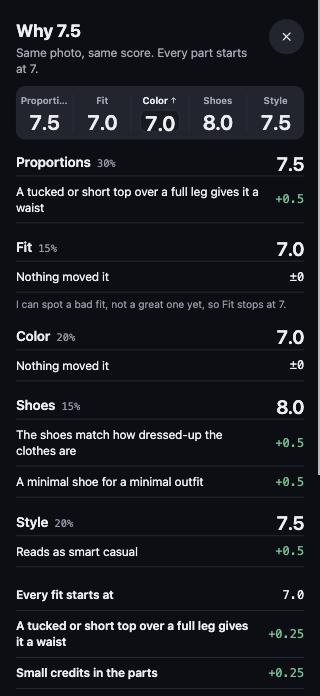 Why 7.5
Same photo, same score. Every part starts
at 7.
Proporti... Fit Color ↑ Shoes Style
7.5 7.0 7.0 8.0 7.5
Proportions 30% 7.5
A tucked or short top over a full leg gives it a +0.5
waist
Fit 15% 7.0
Nothing moved it ±0
I can spot a bad fit, not a great one yet, so Fit stops at 7.
Color 20% 7.0
Nothing moved it ±0
Shoes 15% 8.0
The shoes match how dressed-up the +0.5
clothes are
A minimal shoe for a minimal outfit +0.5
Style 20% 7.5
Reads as smart casual +0.5
Every fit starts at 7.0
A tucked or short top over a full leg gives +0.25
it a waist
Small credits in the parts +0.25